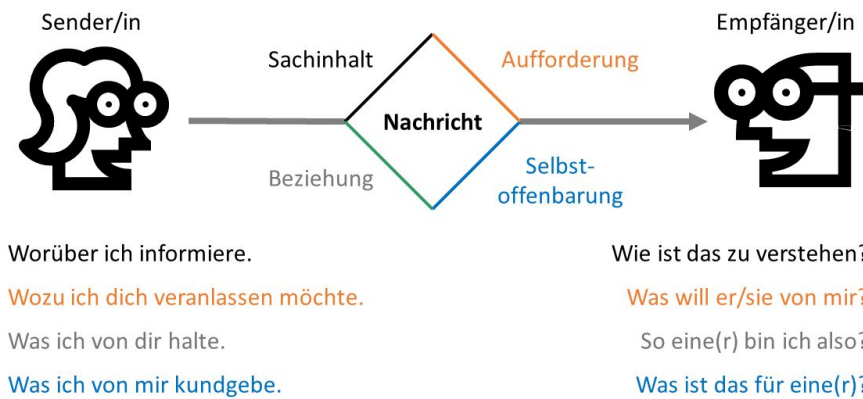 Sender/in
Empfänger/in
Sachinhalt
Aufforderung
Nachricht
Beziehung
Selbst-
offenbarung
Worüber ich informiere.
Wie ist das zu verstehen?
Wozu ich dich veranlassen möchte.
Was will er/sie von mir?
Was ich von dir halte.
So eine(r) bin ich also?
Was ich von mir kundgebe.
Was ist das für eine(r)?